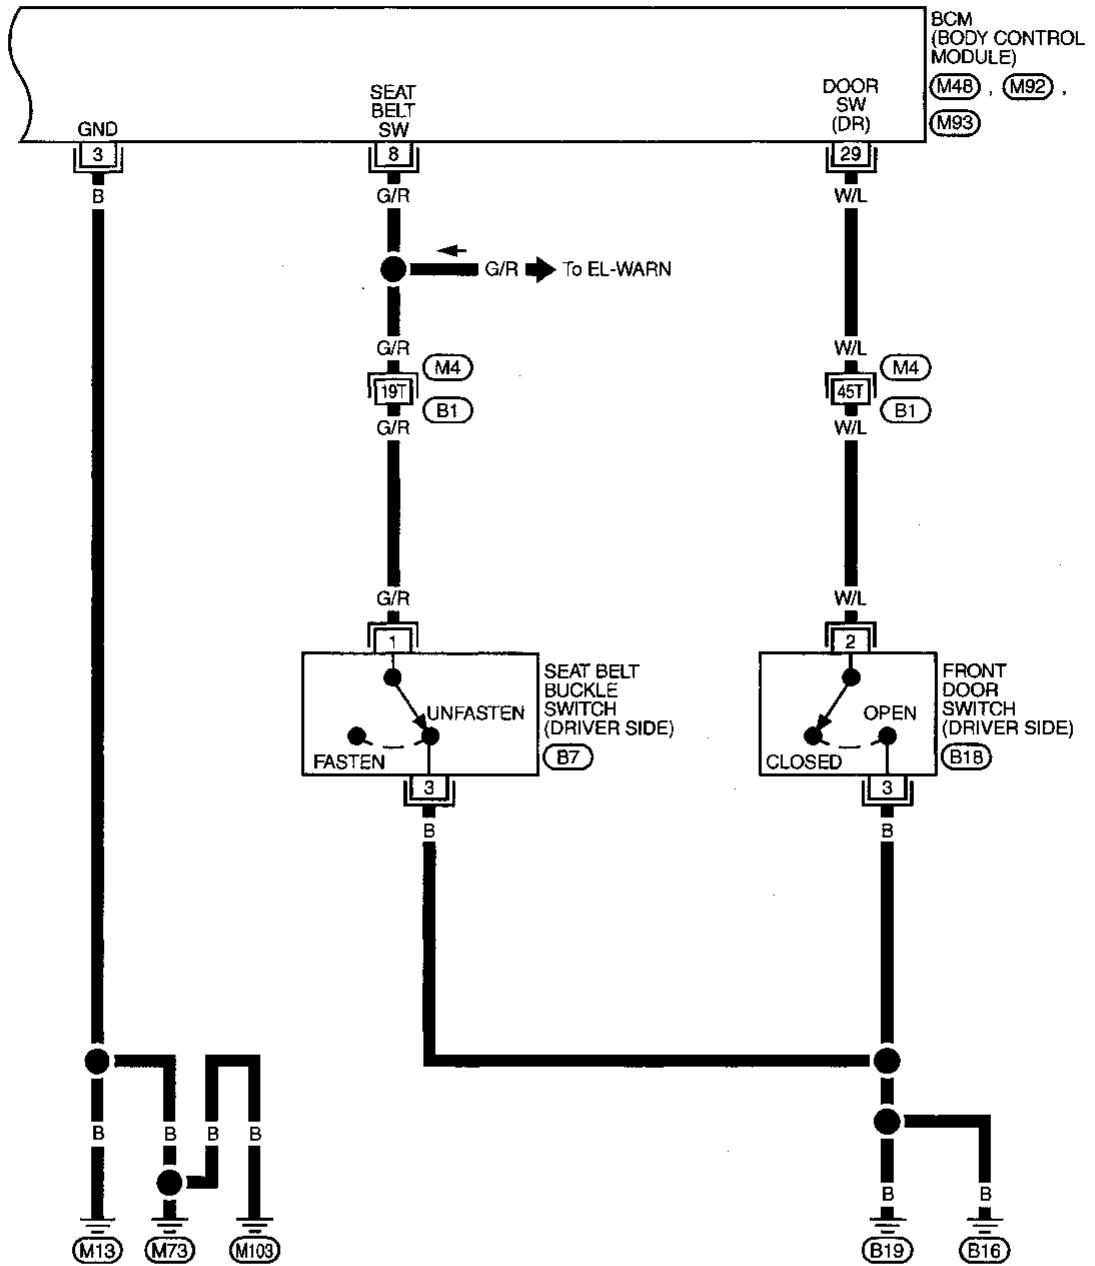 BCM
(BODY CONTROL
MODULE)
M48 , M92 ,
M93
GND
SEAT
BELT
SW
DOOR
SW
(DR)
3
8
29
B
G/R
W/L
G/R
To EL-WARN
G/R
W/L
M4
M4
19T
45T
B1
B1
G/R
W/L
G/R
W/L
1
2
SEAT BELT
BUCKLE
SWITCH
(DRIVER SIDE)
B7
UNFASTEN
FASTEN
FRONT
DOOR
SWITCH
(DRIVER SIDE)
B18
OPEN
CLOSED
3
3
B
B
B
B
B
B
B
B
M13
M73
M103
B19
B16